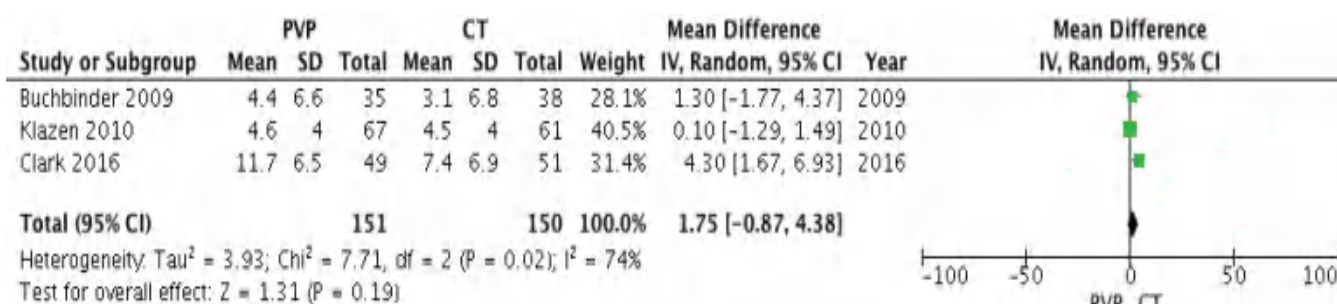 PVP CT Mean Difference Mean Difference
Study or Subgroup Mean SD Total Mean SD Total Weight IV, Random, 95% CI Year IV, Random, 95% CI
Buchbinder 2009 4.4 6.6 35 3.1 6.8 38 28.1% 1.30 [-1.77, 4.37] 2009
Klazen 2010 4.6 4 67 4.5 4 61 40.5% 0.10 [-1.29, 1.49] 2010
Clark 2016 11.7 6.5 49 7.4 6.9 51 31.4% 4.30 [1.67, 6.93] 2016
Total (95% CI) 151 150 100.0% 1.75 [-0.87, 4.38]
Heterogeneity: Tau² = 3.93; Chi² = 7.71, df = 2 (P = 0.02); I² = 74%
Test for overall effect: Z = 1.31 (P = 0.19)
-100 -50 0 50 100
PVP CT